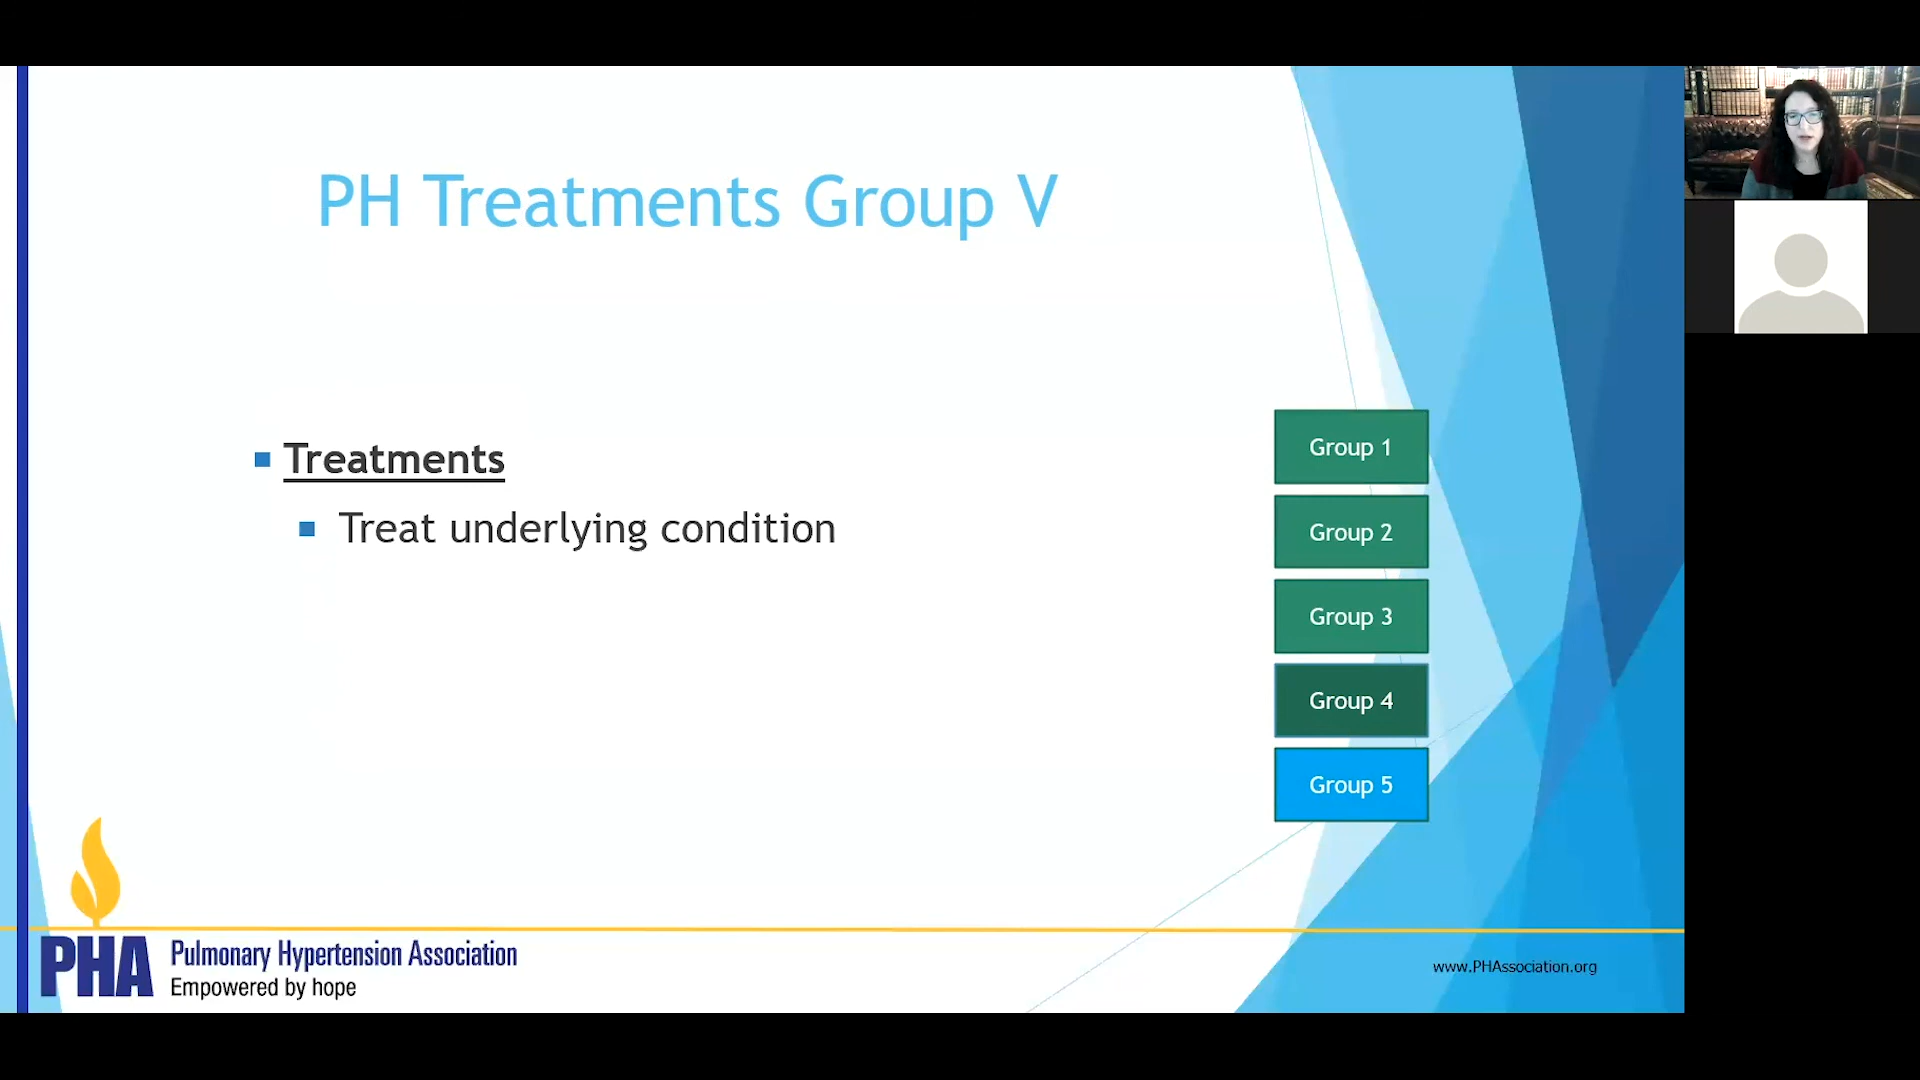 PH Treatments Group V
Treatments
Treat underlying condition
Group 1
Group 2
Group 3
Group 4
Group 5
PHA
Pulmonary Hypertension Association
Empowered by hope
www.PHAssociation.org